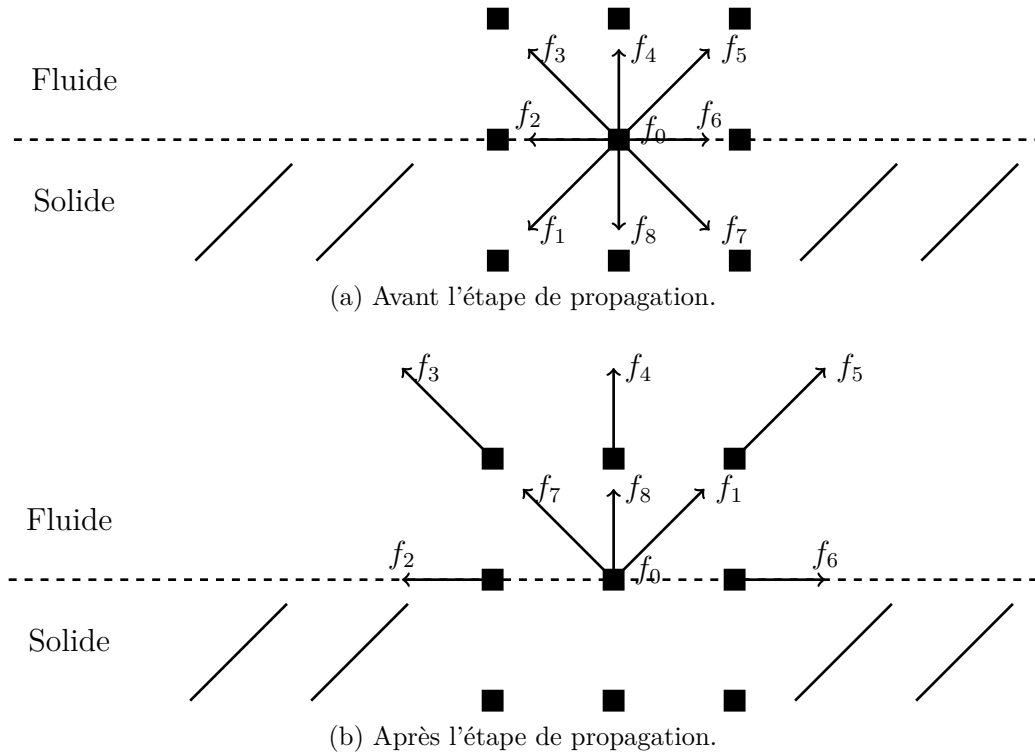 f₃ f₄ f₅
Fluide
f₂ f₀ f₆
Solide
f₁ f₈ f₇
(a) Avant l'étape de propagation.
f₃ f₄ f₅
f₇ f₈ f₁
Fluide
f₂ f₀ f₆
Solide
(b) Après l'étape de propagation.